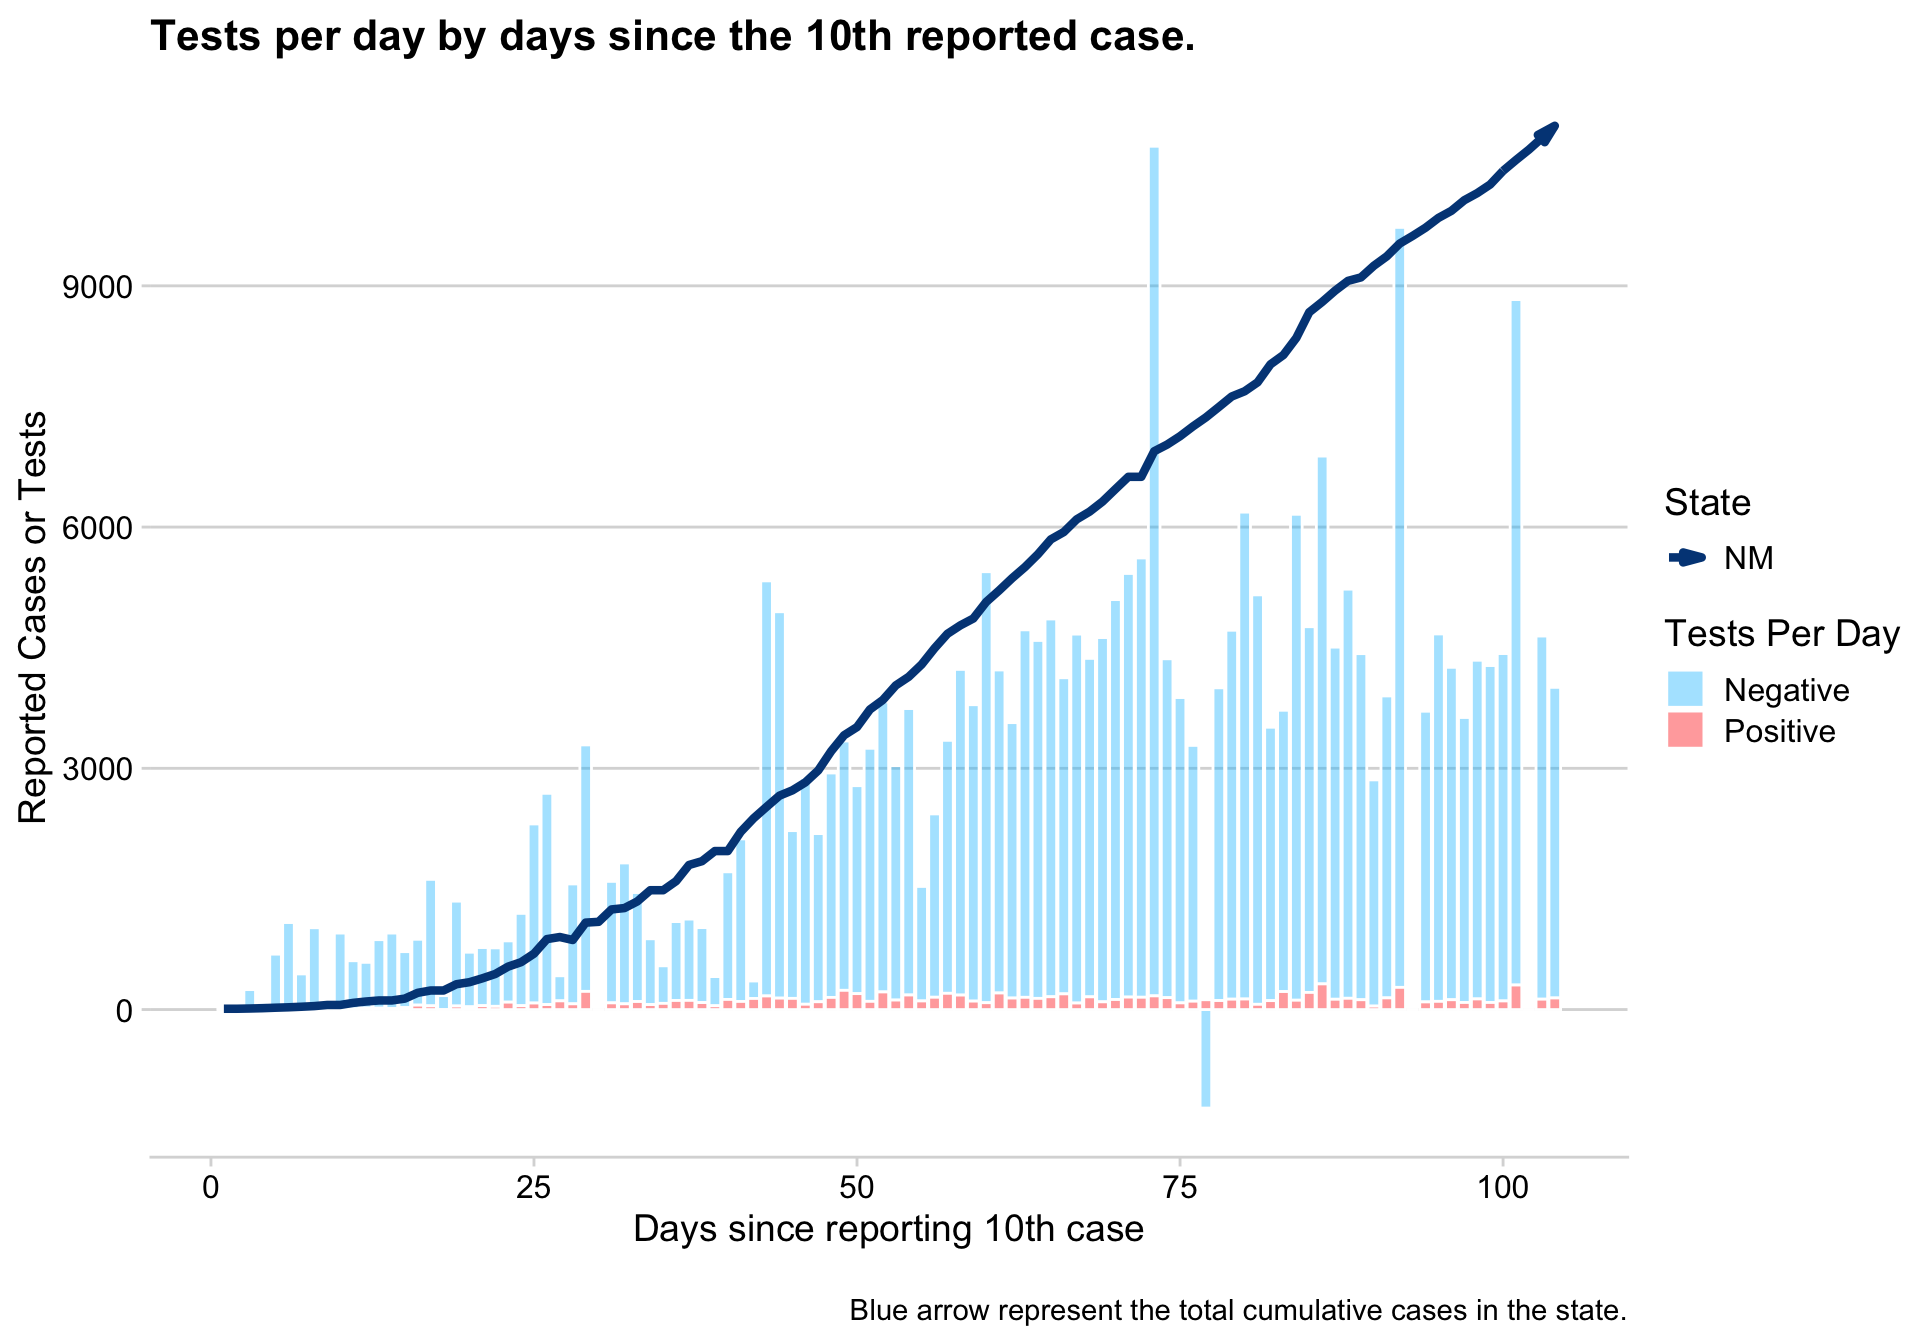 Tests per day by days since the 10th reported case.
Reported Cases or Tests
9000
6000
3000
0
0
25
50
75
100
Days since reporting 10th case
State
NM
Tests Per Day
Negative
Positive
Blue arrow represent the total cumulative cases in the state.